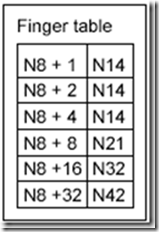 Finger table
N8 + 1 N14
N8 + 2 N14
N8 + 4 N14
N8 + 8 N21
N8 +16 N32
N8 +32 N42